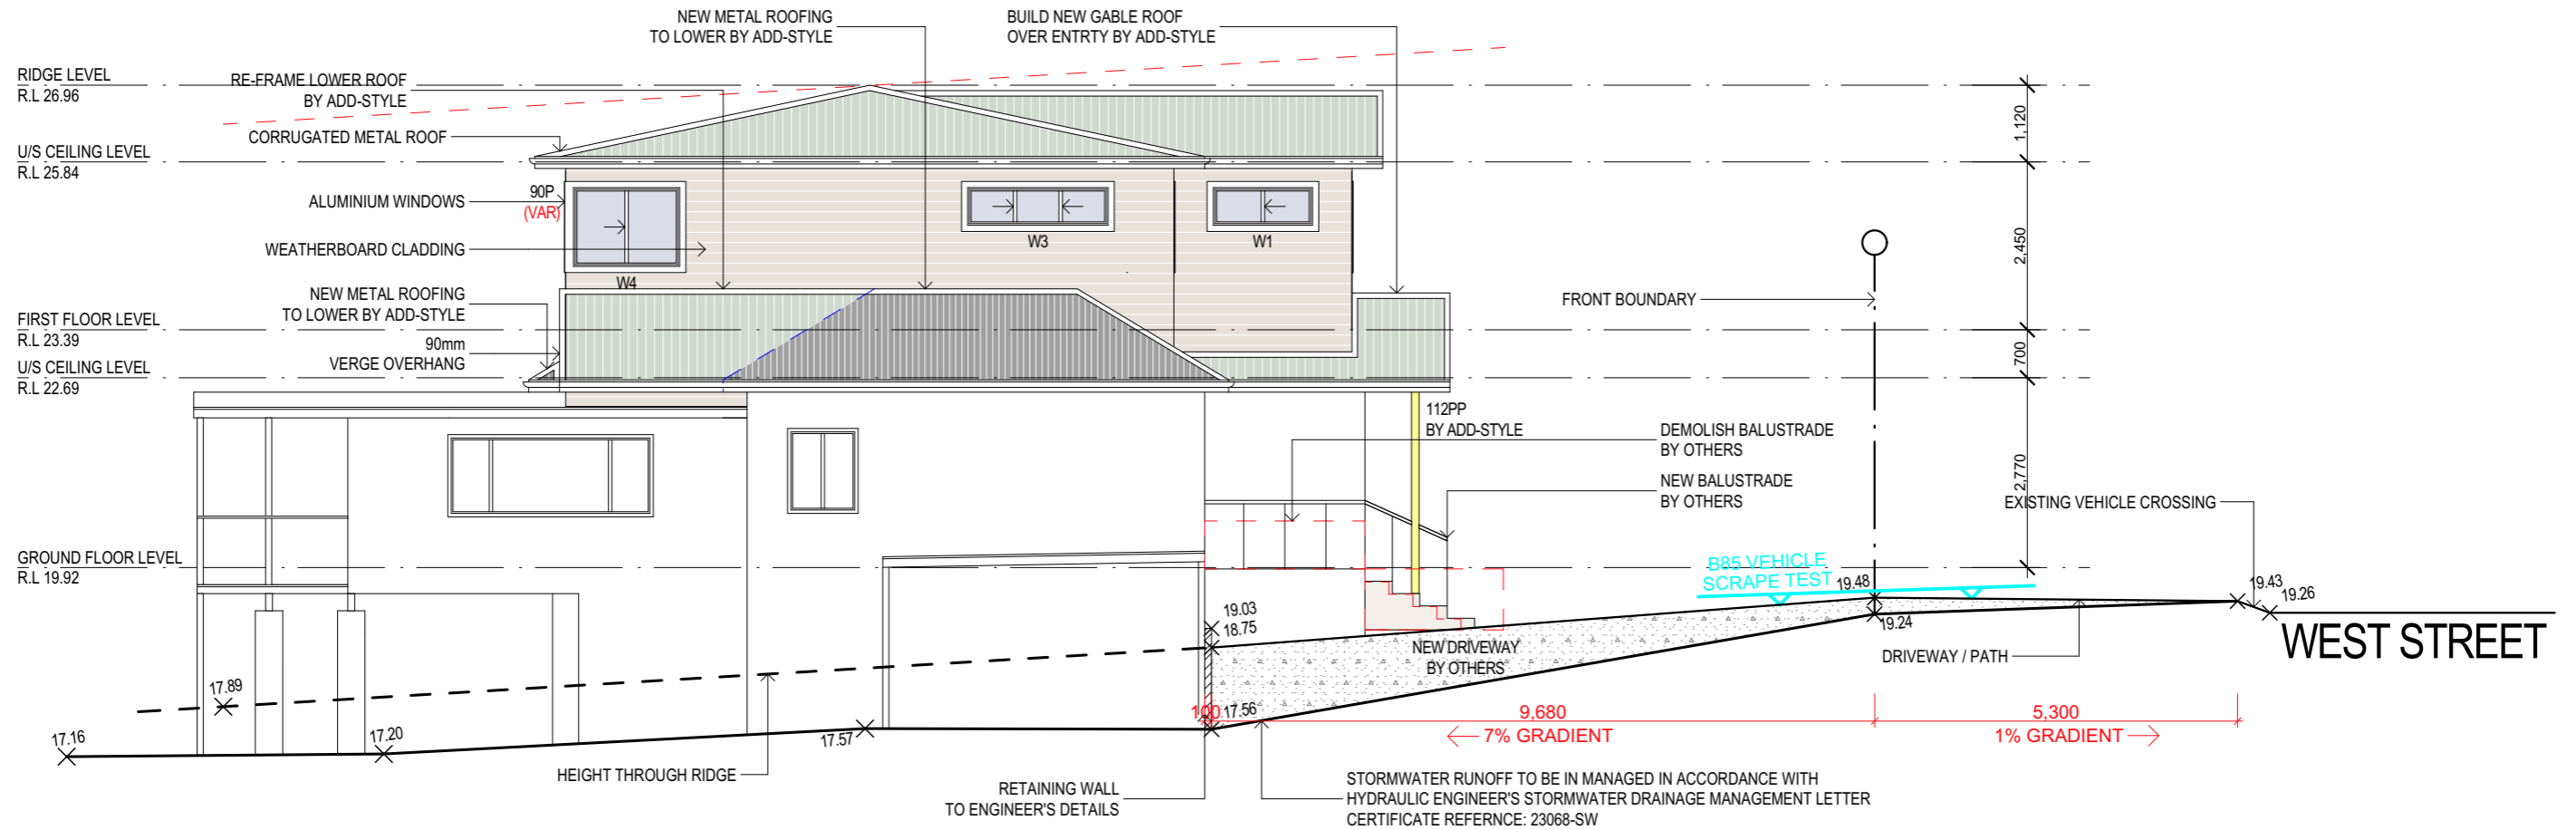 NEW METAL ROOFING
TO LOWER BY ADD-STYLE
BUILD NEW GABLE ROOF
OVER ENTRTY BY ADD-STYLE
RIDGE LEVEL
R.L 26.96
RE-FRAME LOWER ROOF
BY ADD-STYLE
CORRUGATED METAL ROOF
1,120
U/S CEILING LEVEL
R.L 25.84
ALUMINIUM WINDOWS
90P
(VAR)
WEATHERBOARD CLADDING
W4
W3
W1
2,450
NEW METAL ROOFING
TO LOWER BY ADD-STYLE
FRONT BOUNDARY
FIRST FLOOR LEVEL
R.L 23.39
90mm
VERGE OVERHANG
700
U/S CEILING LEVEL
R.L 22.69
112PP
BY ADD-STYLE
DEMOLISH BALUSTRADE
BY OTHERS
NEW BALUSTRADE
BY OTHERS
2,770
EXISTING VEHICLE CROSSING
GROUND FLOOR LEVEL
R.L 19.92
B85 VEHICLE
SCRAPE TEST
19.48
19.43
19.26
19.03
18.75
19.24
NEW DRIVEWAY
BY OTHERS
DRIVEWAY / PATH
WEST STREET
17.89
17.16
17.20
17.57
100
17.56
9,680
5,300
7% GRADIENT
1% GRADIENT
HEIGHT THROUGH RIDGE
RETAINING WALL
TO ENGINEER'S DETAILS
STORMWATER RUNOFF TO BE IN MANAGED IN ACCORDANCE WITH
HYDRAULIC ENGINEER'S STORMWATER DRAINAGE MANAGEMENT LETTER
CERTIFICATE REFERNCE: 23068-SW